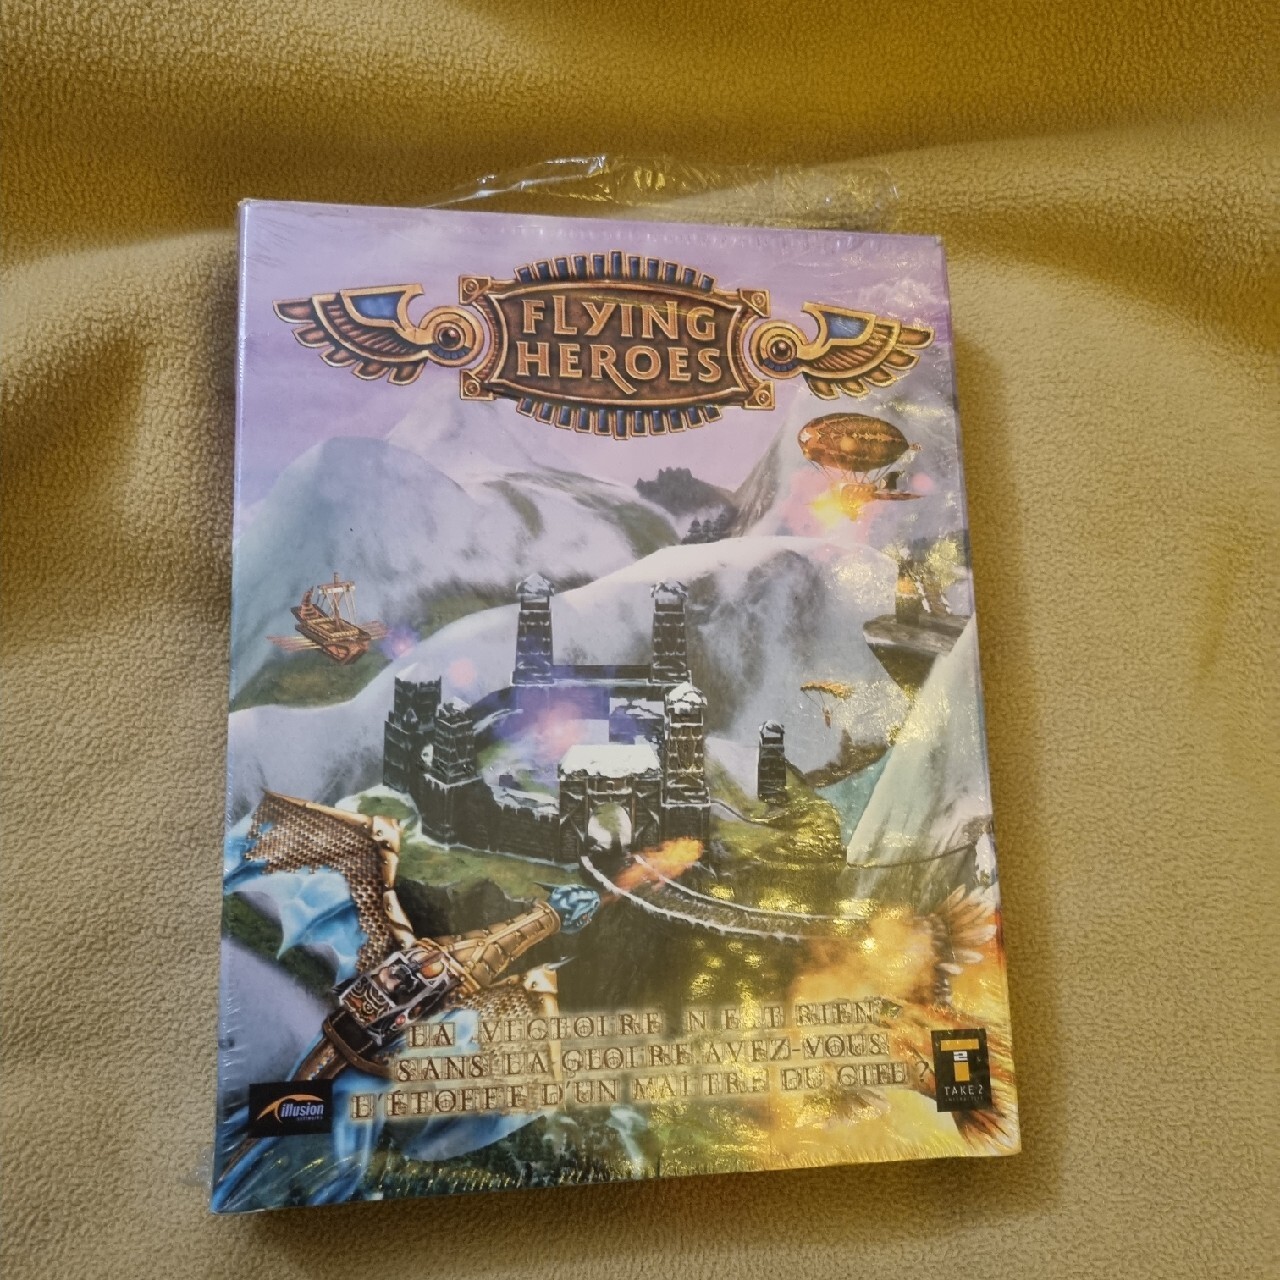 FLYING
HEROES
LA VICTOIRE N'EST RIEN
SANS LA GLOIRE AVEZ-VOUS
L'ÉTOFFE D'UN MAÎTRE DU CIEL ?
illusion
2
TAKE 2